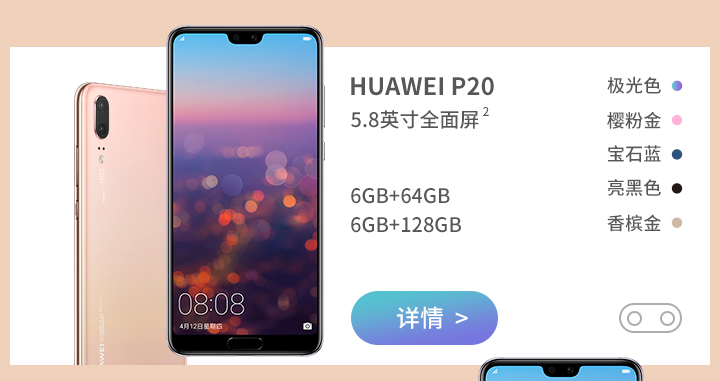 HUAWEI P20
5.8英寸全面屏2
6GB+64GB
6GB+128GB
详情 >
极光色
樱粉金
宝石蓝
亮黑色
香槟金
08:08
4月12日星期四